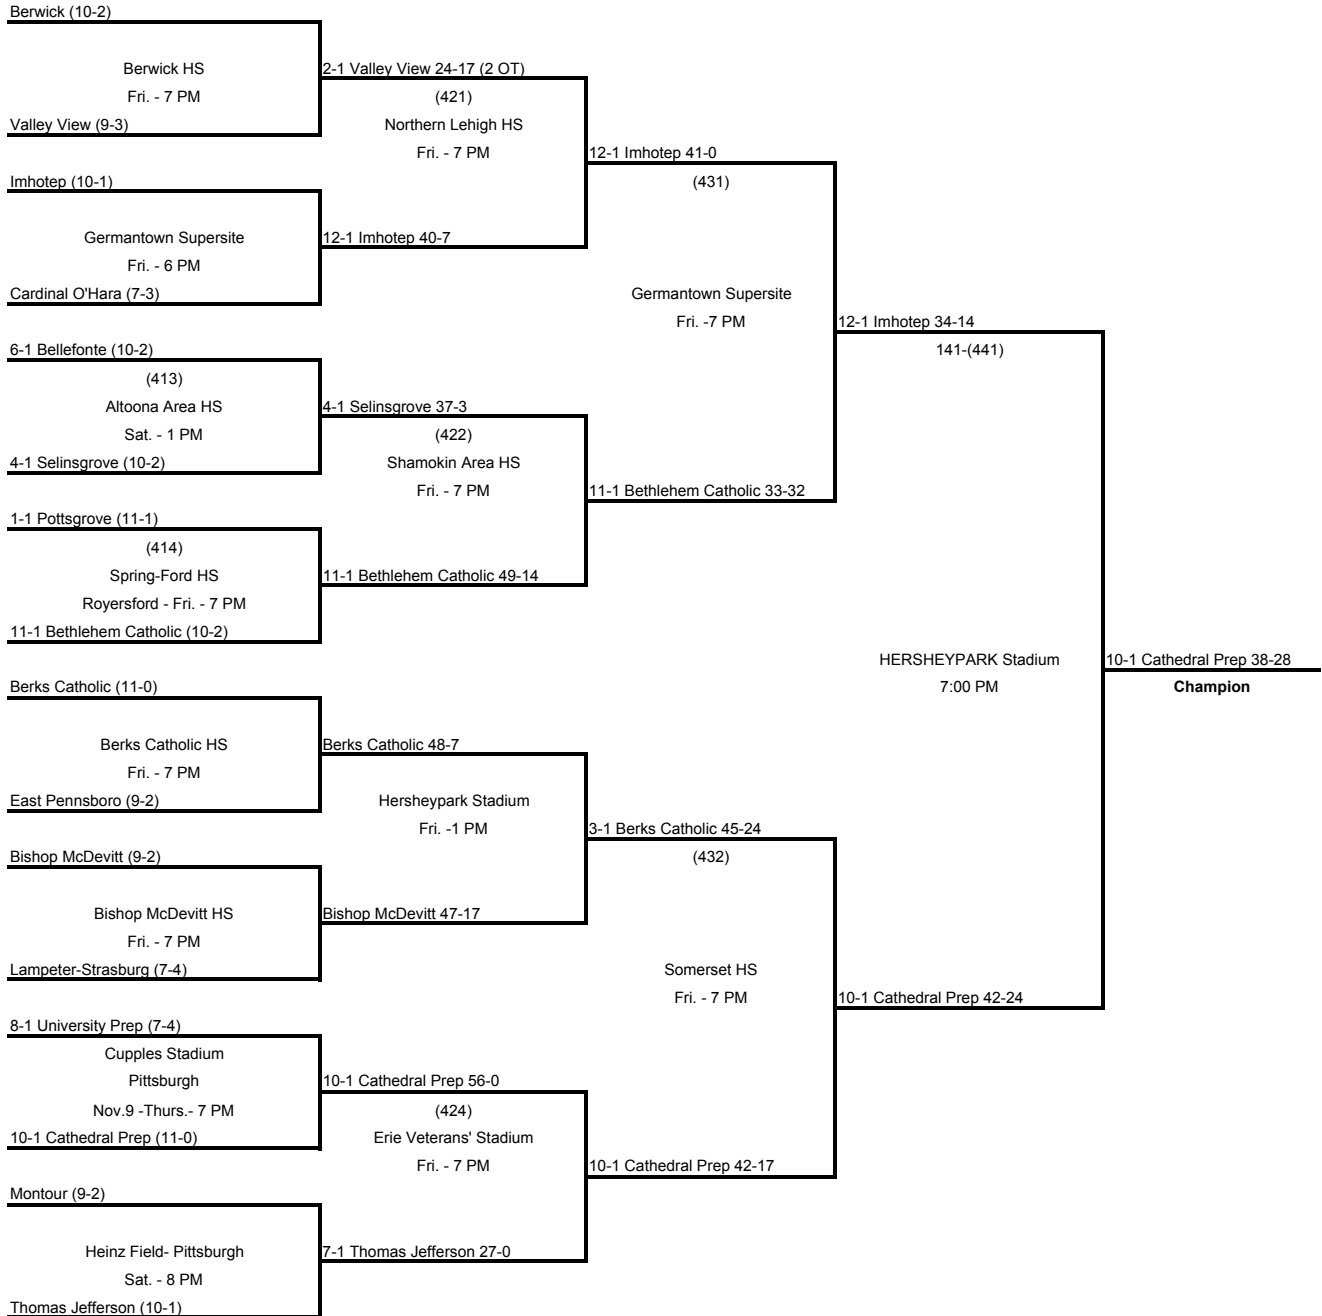 Berwick (10-2)
Berwick HS
Fri. - 7 PM
Valley View (9-3)
2-1 Valley View 24-17 (2 OT)
(421)
Northern Lehigh HS
Fri. - 7 PM
Imhotep (10-1)
Germantown Supersite
Fri. - 6 PM
Cardinal O'Hara (7-3)
12-1 Imhotep 40-7
12-1 Imhotep 41-0
(431)
Germantown Supersite
Fri. -7 PM
6-1 Bellefonte (10-2)
(413)
Altoona Area HS
Sat. - 1 PM
4-1 Selinsgrove (10-2)
4-1 Selinsgrove 37-3
(422)
Shamokin Area HS
Fri. - 7 PM
1-1 Pottsgrove (11-1)
(414)
Spring-Ford HS
Royersford - Fri. - 7 PM
11-1 Bethlehem Catholic (10-2)
11-1 Bethlehem Catholic 49-14
11-1 Bethlehem Catholic 33-32
12-1 Imhotep 34-14
141-(441)
HERSHEYPARK Stadium
7:00 PM
10-1 Cathedral Prep 38-28
Champion
Berks Catholic (11-0)
Berks Catholic HS
Fri. - 7 PM
East Pennsboro (9-2)
Berks Catholic 48-7
Hersheypark Stadium
Fri. -1 PM
Bishop McDevitt (9-2)
Bishop McDevitt HS
Fri. - 7 PM
Lampeter-Strasburg (7-4)
Bishop McDevitt 47-17
3-1 Berks Catholic 45-24
(432)
Somerset HS
Fri. - 7 PM
10-1 Cathedral Prep 42-24
8-1 University Prep (7-4)
Cupples Stadium
Pittsburgh
Nov.9 -Thurs.- 7 PM
10-1 Cathedral Prep (11-0)
10-1 Cathedral Prep 56-0
(424)
Erie Veterans' Stadium
Fri. - 7 PM
10-1 Cathedral Prep 42-17
Montour (9-2)
Heinz Field- Pittsburgh
Sat. - 8 PM
Thomas Jefferson (10-1)
7-1 Thomas Jefferson 27-0